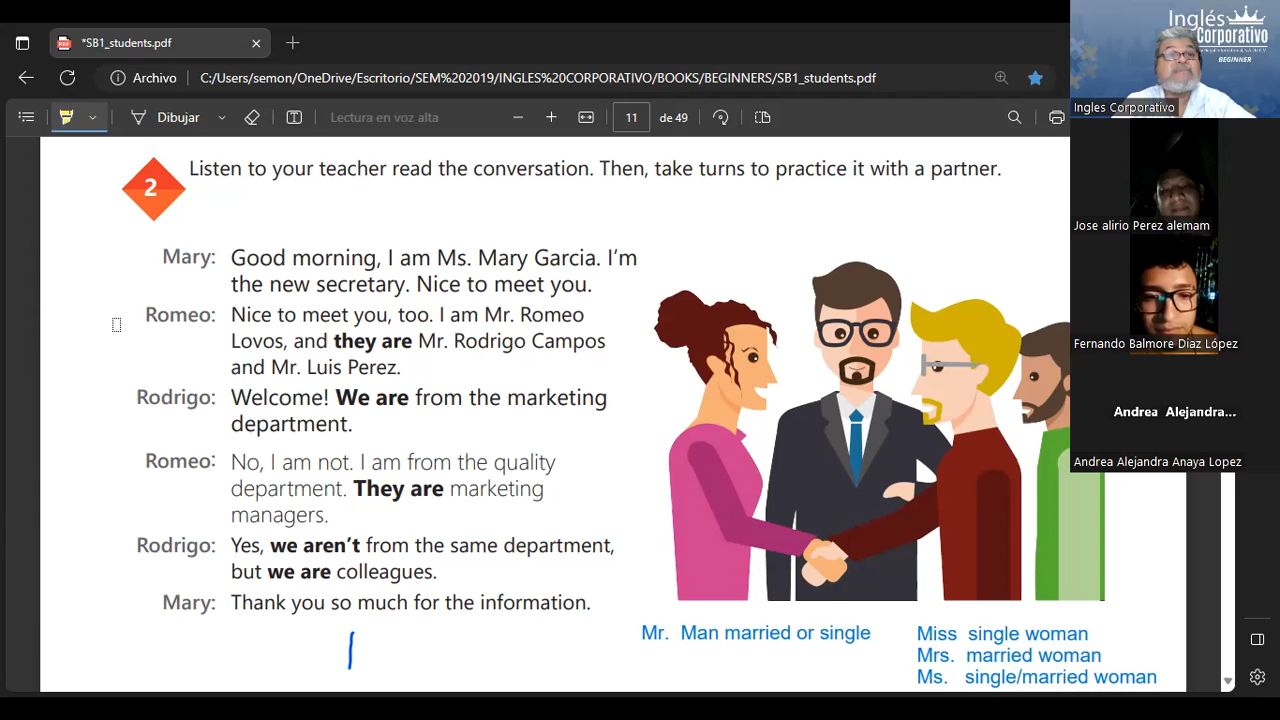 *SB1_students.pdf
Archivo C:/Users/semon/OneDrive/Escritorio/SEM%202019/INGLES%20CORPORATIVO/BOOKS/BEGINNERS/SB1_students.pdf
Dibujar Lectura en voz alta 11 de 49
2 Listen to your teacher read the conversation. Then, take turns to practice it with a partner.
Mary: Good morning, I am Ms. Mary Garcia. I'm
the new secretary. Nice to meet you.
Romeo: Nice to meet you, too. I am Mr. Romeo
Lovos, and they are Mr. Rodrigo Campos
and Mr. Luis Perez.
Rodrigo: Welcome! We are from the marketing
department.
Romeo: No, I am not. I am from the quality
department. They are marketing
managers.
Rodrigo: Yes, we aren't from the same department,
but we are colleagues.
Mary: Thank you so much for the information.
Mr. Man married or single
Miss single woman
Mrs. married woman
Ms. single/married woman
Inglés
Corporativo
BEGINNER
Ingles Corporativo
Jose alirio Perez alemam
Fernando Balmore Diaz López
Andrea Alejandra...
Andrea Alejandra Anaya Lopez